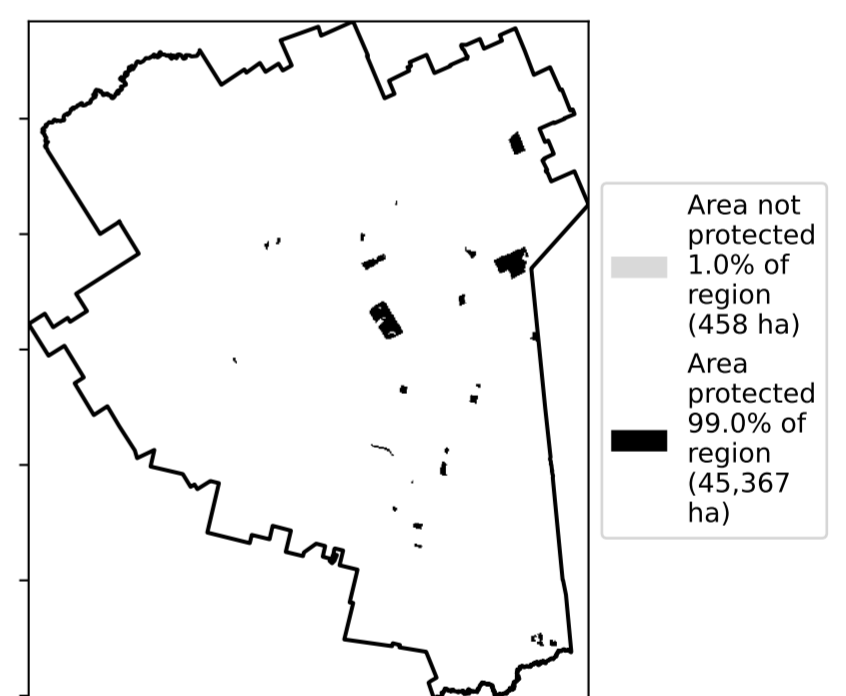 Area not
protected
1.0% of
region
(458 ha)
Area
protected
99.0% of
region
(45,367
ha)